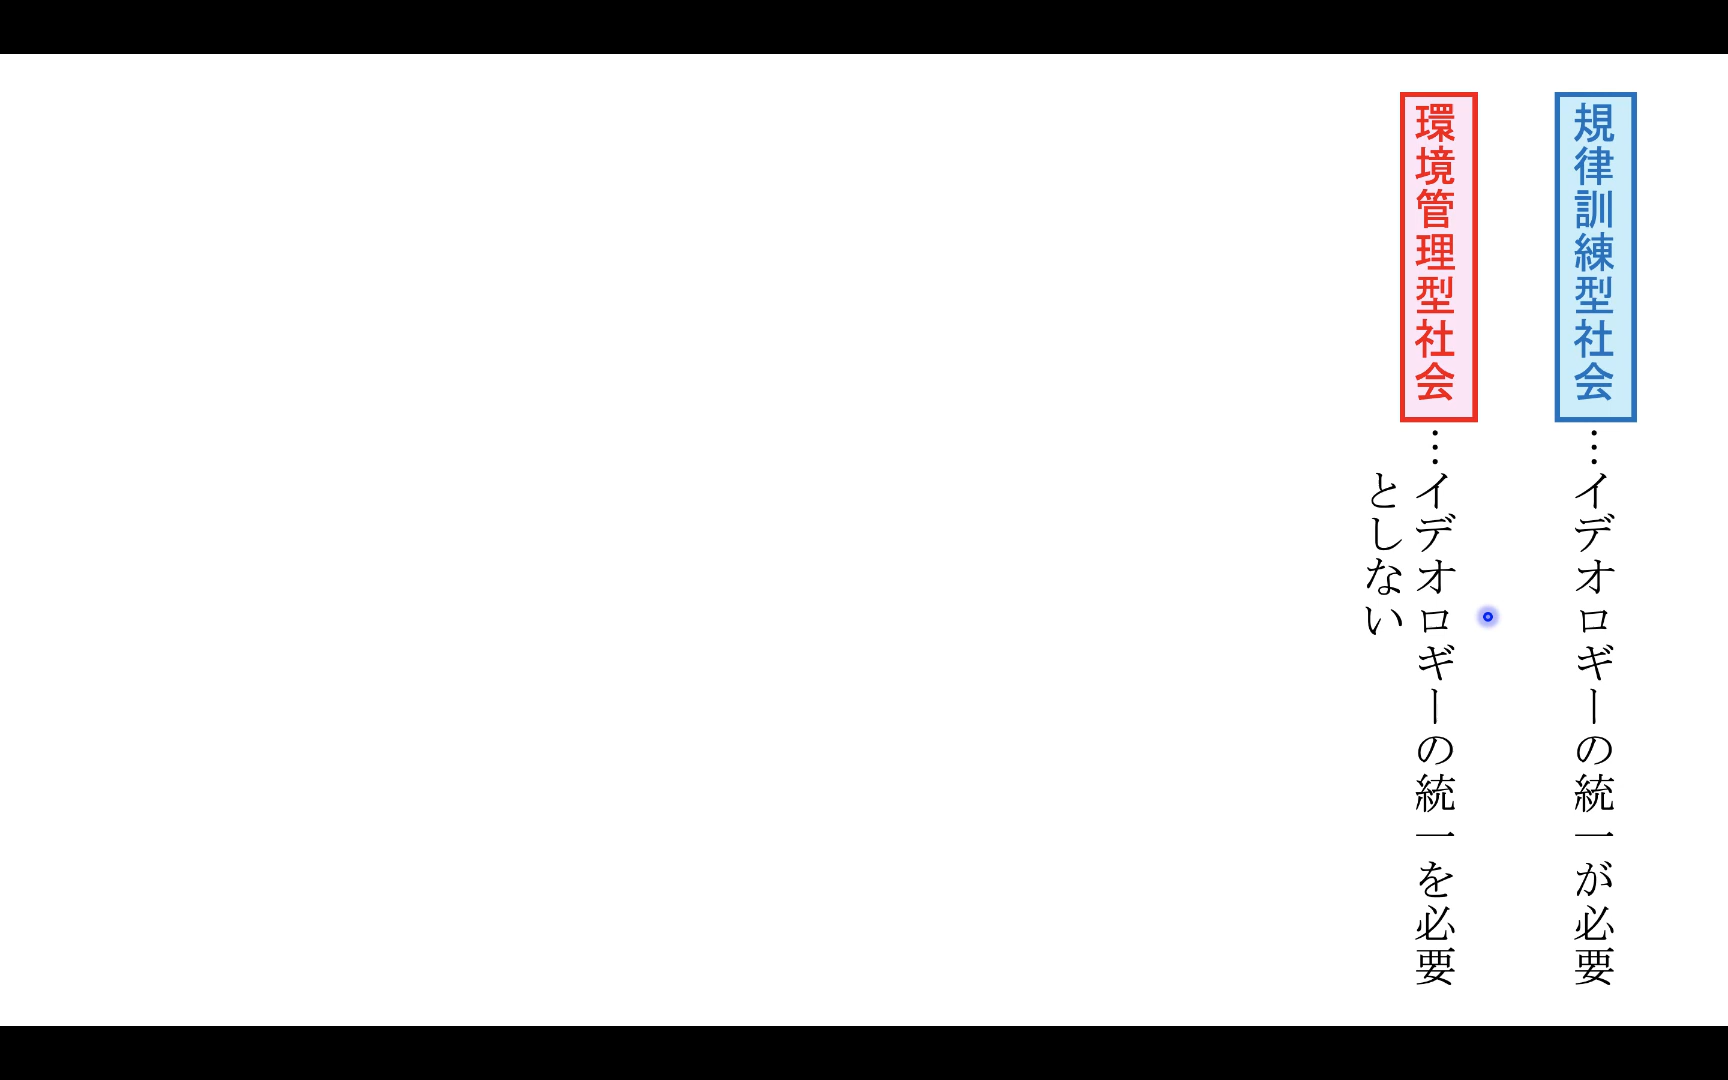 規律訓練型社会…イデオロギーの統一が必要
環境管理型社会…イデオロギーの統一を必要
としない